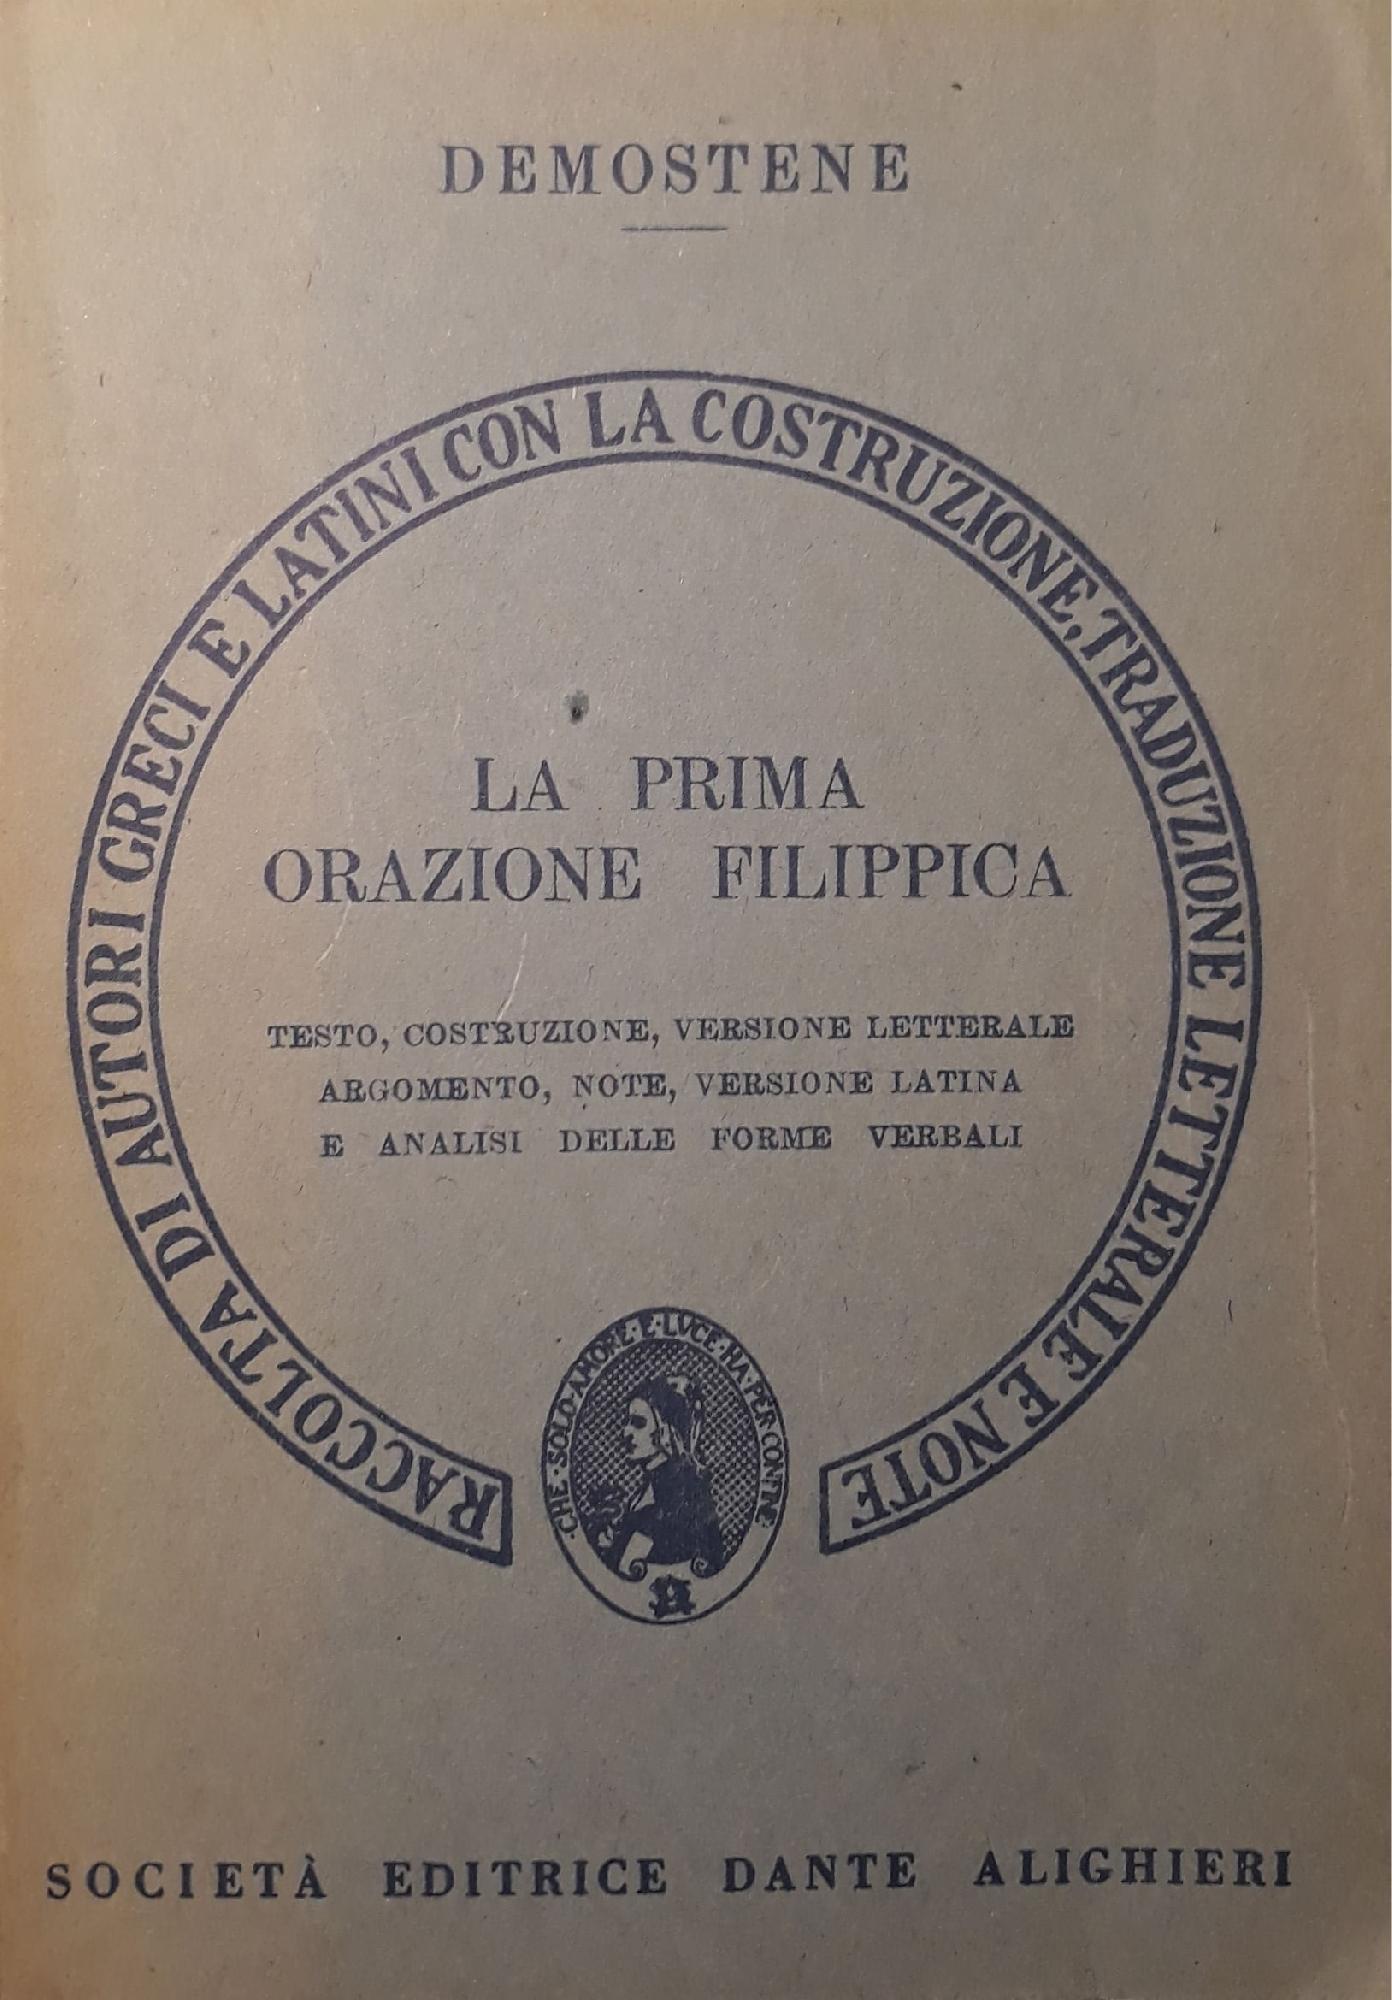 DEMOSTENE
RACCOLTA DI AUTORI GRECI E LATINI CON LA COSTRUZIONE, TRADUZIONE LETTERALE E NOTE
LA PRIMA
ORAZIONE FILIPPICA
TESTO, COSTRUZIONE, VERSIONE LETTERALE
ARGOMENTO, NOTE, VERSIONE LATINA
E ANALISI DELLE FORME VERBALI
·CHE·SOLO·AMORE·E·LVCE·HA·PER·CONFINE·
SOCIETÀ EDITRICE DANTE ALIGHIERI